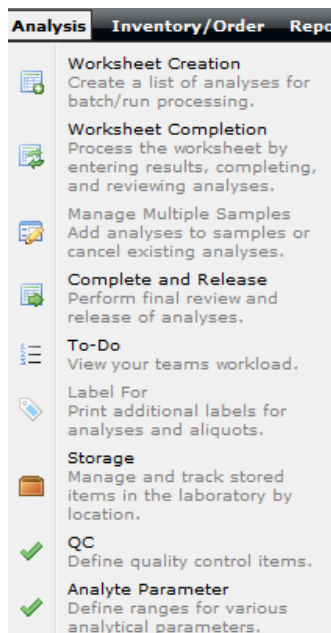 Analysis Inventory/Order Repo
Worksheet Creation
Create a list of analyses for
batch/run processing.
Worksheet Completion
Process the worksheet by
entering results, completing,
and reviewing analyses.
Manage Multiple Samples
Add analyses to samples or
cancel existing analyses.
Complete and Release
Perform final review and
release of analyses.
To-Do
View your teams workload.
Label For
Print additional labels for
analyses and aliquots.
Storage
Manage and track stored
items in the laboratory by
location.
QC
Define quality control items.
Analyte Parameter
Define ranges for various
analytical parameters.